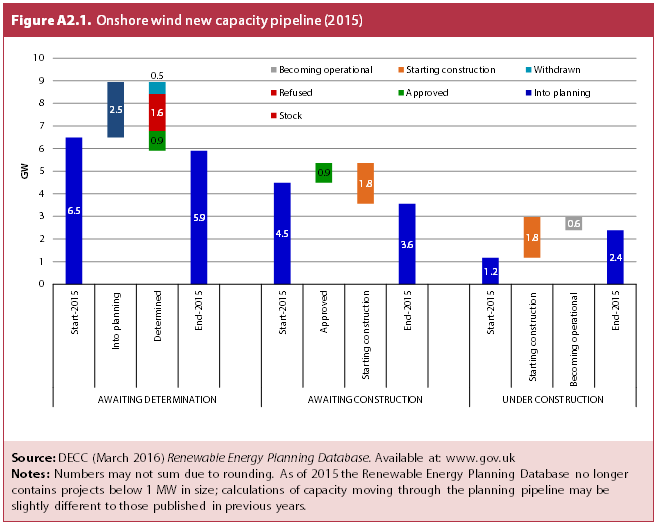 Figure A2.1. Onshore wind new capacity pipeline (2015)
GW
10
9
8
7
6
5
4
3
2
1
0
Becoming operational
Starting construction
Withdrawn
Refused
Approved
Into planning
Stock
6.5
2.5
0.5
1.6
0.9
5.9
4.5
0.9
1.8
3.6
1.2
1.8
0.6
2.4
Start-2015
Into planning
Determined
End-2015
Start-2015
Approved
Starting construction
End-2015
Start-2015
Starting construction
Becoming operational
End-2015
AWAITING DETERMINATION
AWAITING CONSTRUCTION
UNDER CONSTRUCTION
Source: DECC (March 2016) Renewable Energy Planning Database. Available at: www.gov.uk
Notes: Numbers may not sum due to rounding. As of 2015 the Renewable Energy Planning Database no longer
contains projects below 1 MW in size; calculations of capacity moving through the planning pipeline may be
slightly different to those published in previous years.